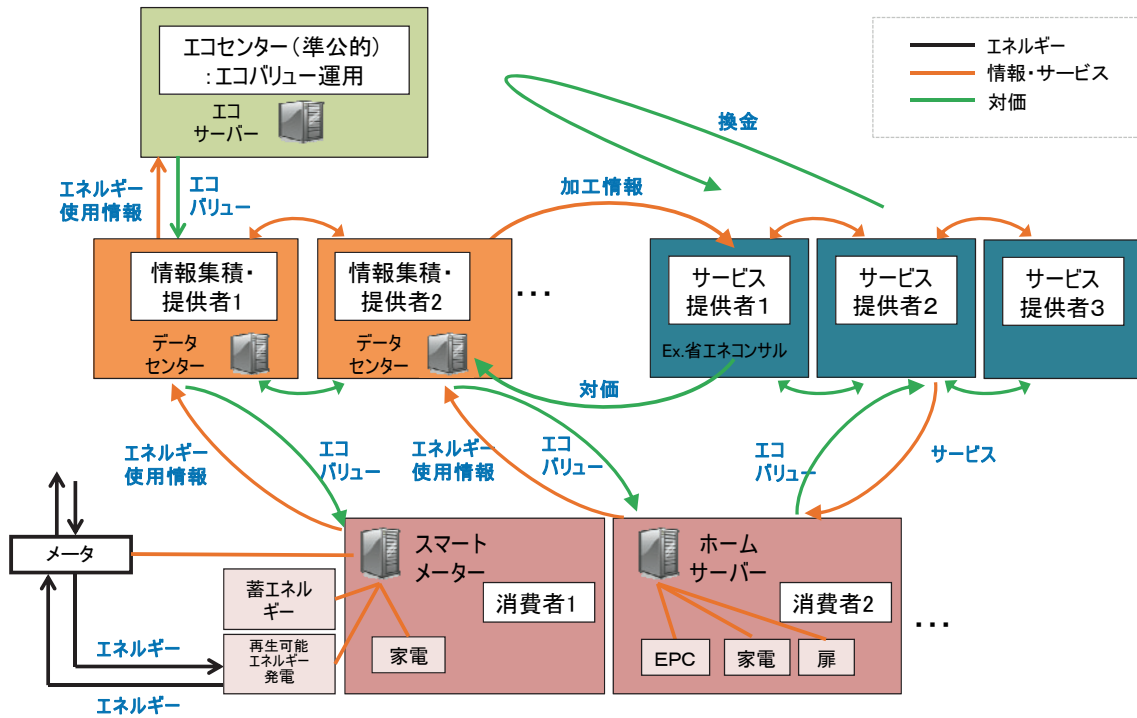 エコセンター(準公的)
:エコバリュー運用
エコ
サーバー
エネルギー
情報・サービス
対価
換金
エネルギー
使用情報
エコ
バリュー
加工情報
情報集積・
提供者1
データ
センター
情報集積・
提供者2
データ
センター
...
サービス
提供者1
Ex.省エネコンサル
サービス
提供者2
サービス
提供者3
対価
エネルギー
使用情報
エコ
バリュー
エネルギー
使用情報
エコ
バリュー
エコ
バリュー
サービス
メータ
スマート
メーター
消費者1
蓄エネル
ギー
再生可能
エネルギー
発電
家電
エネルギー
エネルギー
ホーム
サーバー
消費者2
EPC
家電
扉
...